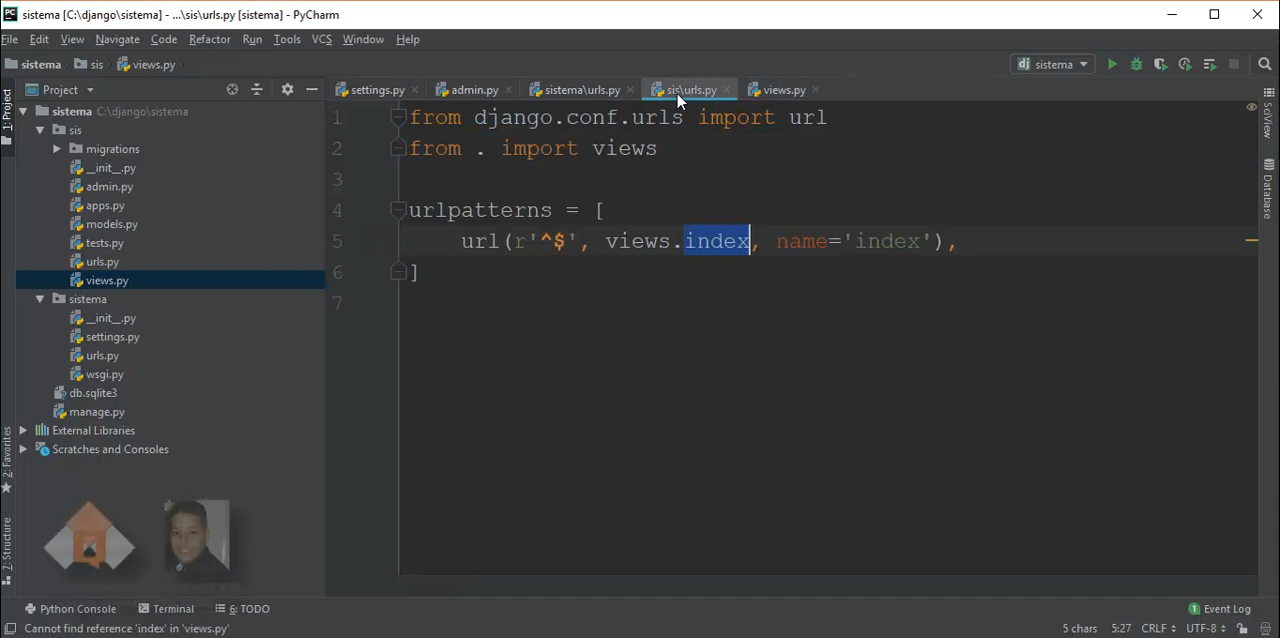 PC sistema [C:\django\sistema] - ...\sis\urls.py [sistema] - PyCharm
File Edit View Navigate Code Refactor Run Tools VCS Window Help
sistema sis views.py dj sistema
Project settings.py admin.py sistema\urls.py sis\urls.py views.py
1: Project
sistema C:\django\sistema
sis
migrations
__init__.py
admin.py
apps.py
models.py
tests.py
urls.py
views.py
sistema
__init__.py
settings.py
urls.py
wsgi.py
db.sqlite3
manage.py
External Libraries
Scratches and Consoles
2: Favorites
7: Structure
1 from django.conf.urls import url
2 from . import views
3
4 urlpatterns = [
5 url(r'^$', views.index, name='index'),
6 ]
7
SciView
Database
Python Console Terminal 6: TODO 1 Event Log
Cannot find reference 'index' in 'views.py' 5 chars 5:27 CRLF UTF-8